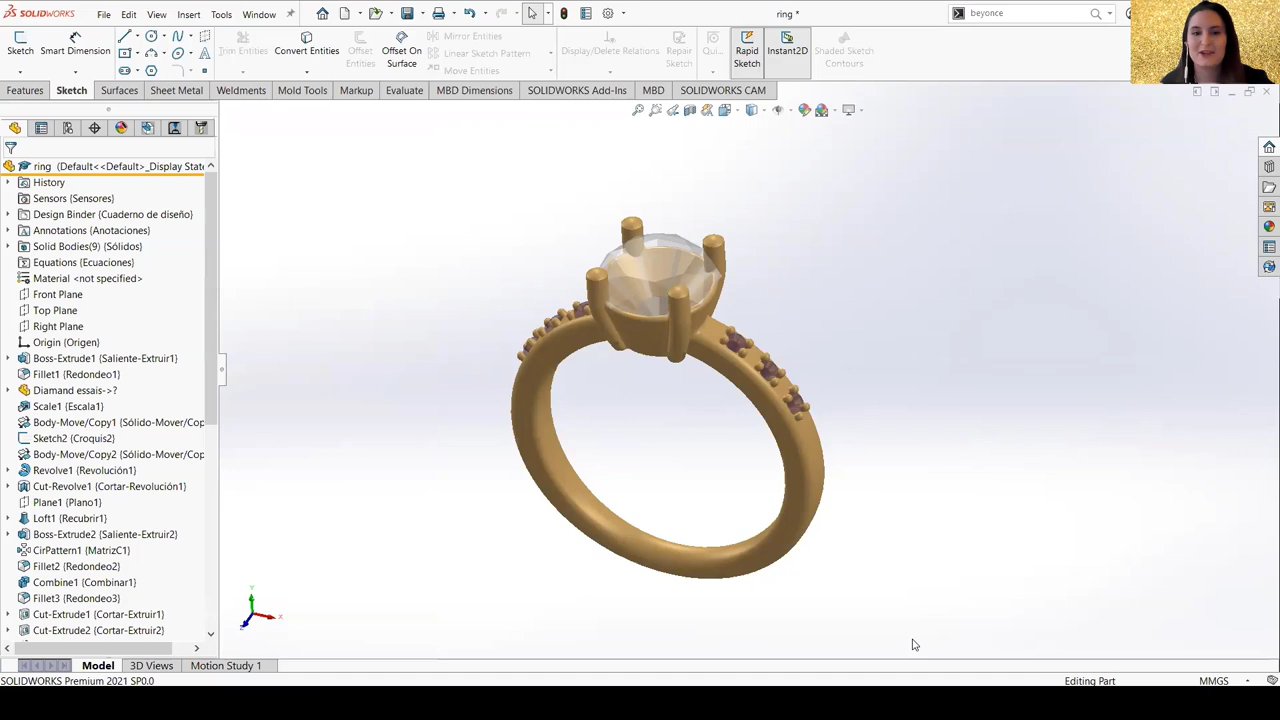 SOLIDWORKS File Edit View Insert Tools Window ring * beyonce
Sketch Smart Dimension Trim Entities Convert Entities Offset Entities Offset On Surface Mirror Entities Linear Sketch Pattern Move Entities Display/Delete Relations Repair Sketch Qui... Rapid Sketch Instant2D Shaded Sketch Contours
Features Sketch Surfaces Sheet Metal Weldments Mold Tools Markup Evaluate MBD Dimensions SOLIDWORKS Add-Ins MBD SOLIDWORKS CAM
ring (Default<<Default>_Display State
History
Sensors {Sensores}
Design Binder {Cuaderno de diseño}
Annotations {Anotaciones}
Solid Bodies(9) {Sólidos}
Equations {Ecuaciones}
Material <not specified>
Front Plane
Top Plane
Right Plane
Origin {Origen}
Boss-Extrude1 {Saliente-Extruir1}
Fillet1 {Redondeo1}
Diamand essais->?
Scale1 {Escala1}
Body-Move/Copy1 {Sólido-Mover/Cop
Sketch2 {Croquis2}
Body-Move/Copy2 {Sólido-Mover/Cop
Revolve1 {Revolución1}
Cut-Revolve1 {Cortar-Revolución1}
Plane1 {Plano1}
Loft1 {Recubrir1}
Boss-Extrude2 {Saliente-Extruir2}
CirPattern1 {MatrizC1}
Fillet2 {Redondeo2}
Combine1 {Combinar1}
Fillet3 {Redondeo3}
Cut-Extrude1 {Cortar-Extruir1}
Cut-Extrude2 {Cortar-Extruir2}
Y
X
Z
Model 3D Views Motion Study 1
SOLIDWORKS Premium 2021 SP0.0 Editing Part MMGS